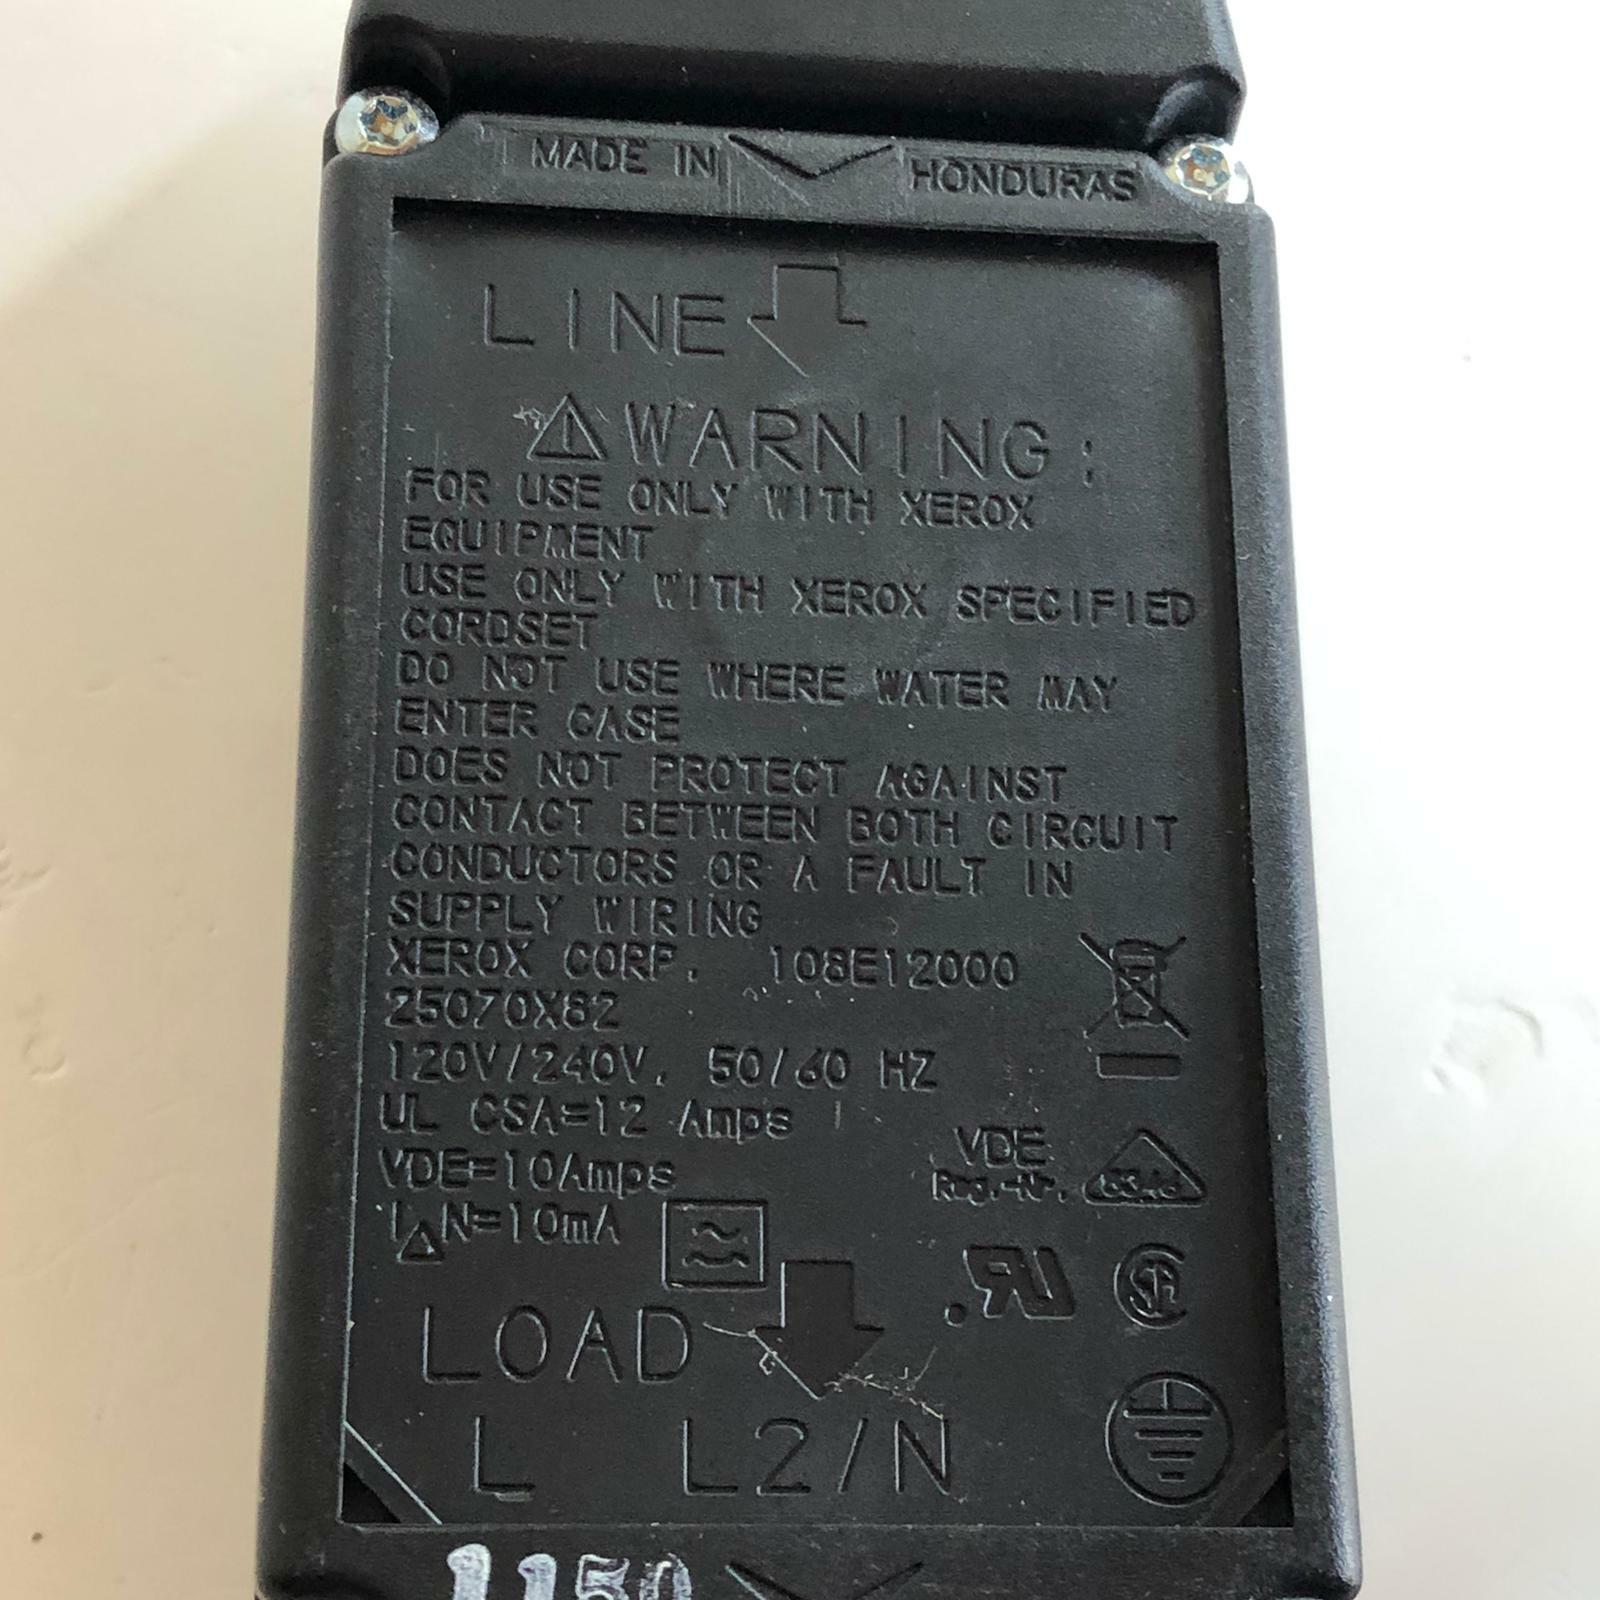 MADE IN HONDURAS
LINE
WARNING:
FOR USE ONLY WITH XEROX
EQUIPMENT
USE ONLY WITH XEROX SPECIFIED
CORDSET
DO NOT USE WHERE WATER MAY
ENTER CASE
DOES NOT PROTECT AGAINST
CONTACT BETWEEN BOTH CIRCUIT
CONDUCTORS OR A FAULT IN
SUPPLY WIRING
XEROX CORP. 108E12000
25070X82
120V/240V, 50/60 HZ
UL CSA=12 Amps
VDE=10Amps
VDE
Reg.-Nr.
I△N=10mA
LOAD
L L2/N
1150